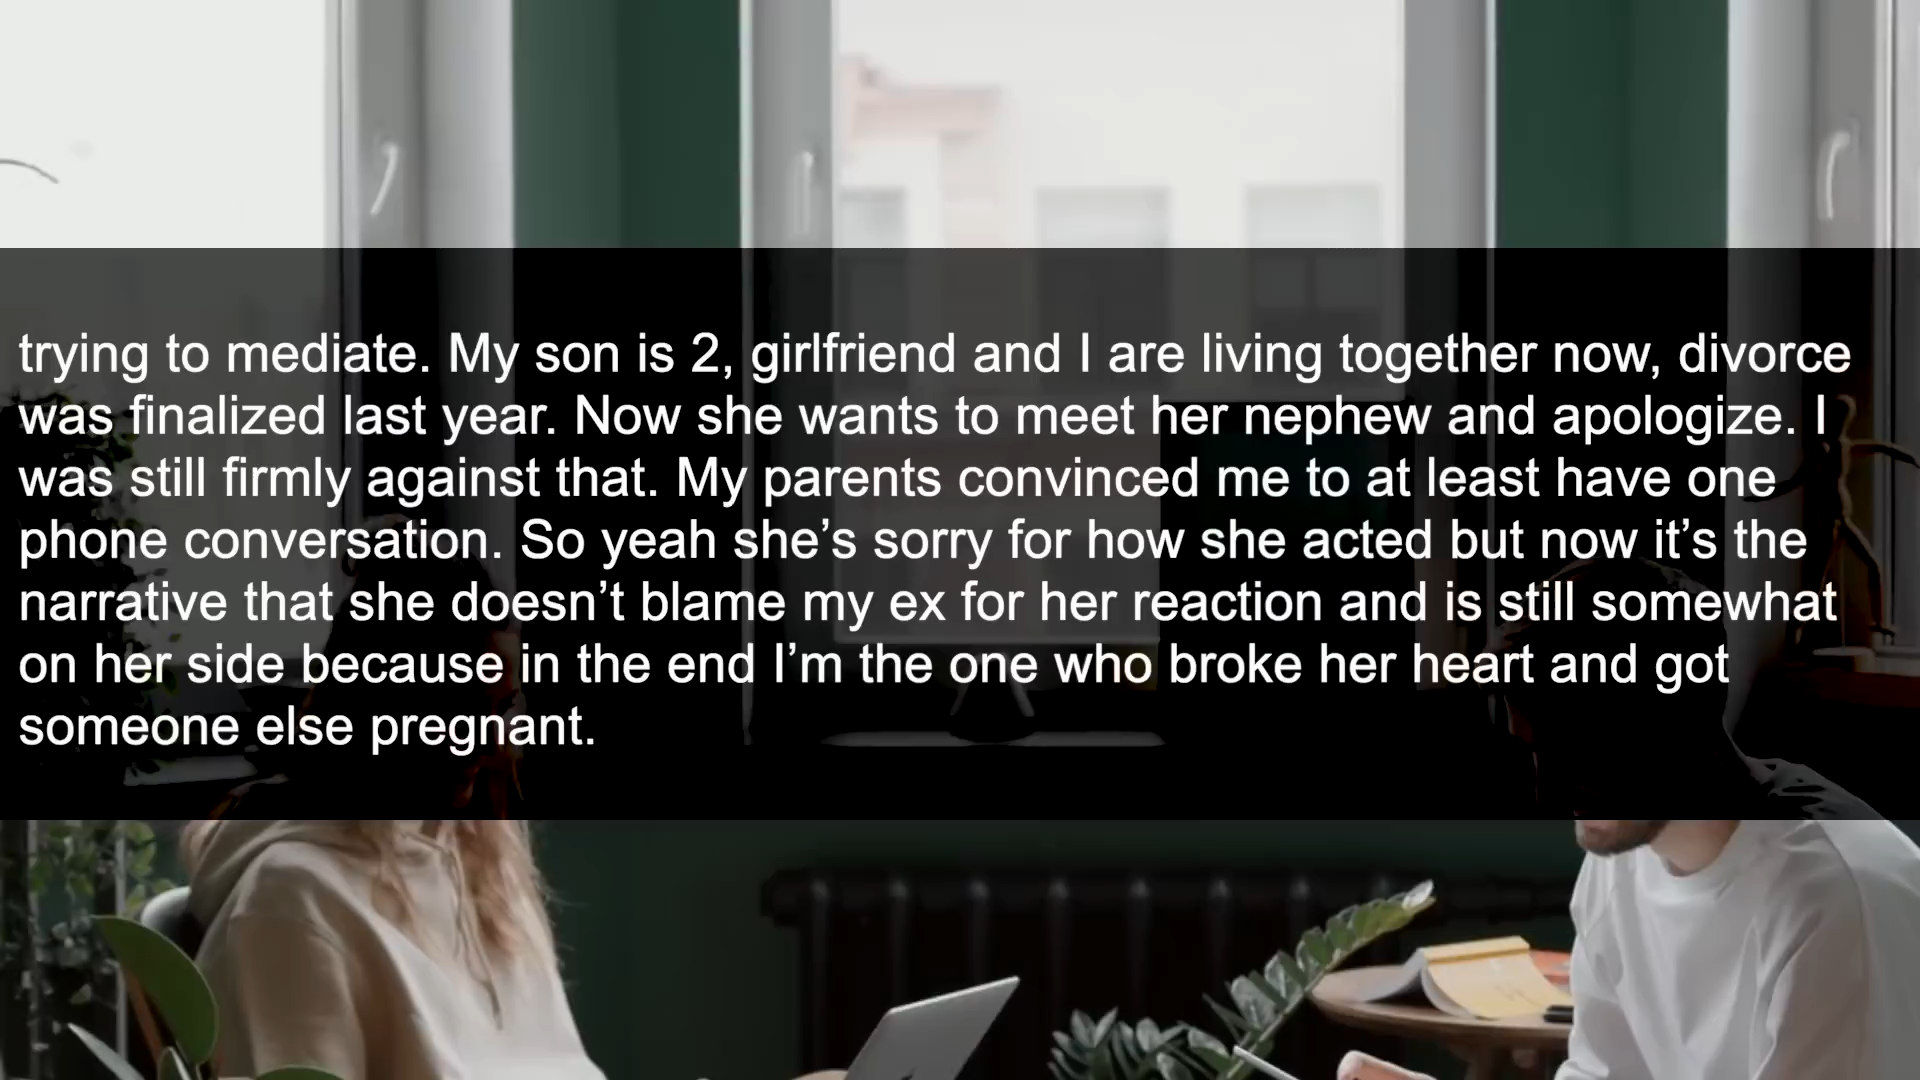 trying to mediate. My son is 2, girlfriend and I are living together now, divorce
was finalized last year. Now she wants to meet her nephew and apologize. I
was still firmly against that. My parents convinced me to at least have one
phone conversation. So yeah she’s sorry for how she acted but now it’s the
narrative that she doesn’t blame my ex for her reaction and is still somewhat
on her side because in the end I’m the one who broke her heart and got
someone else pregnant.